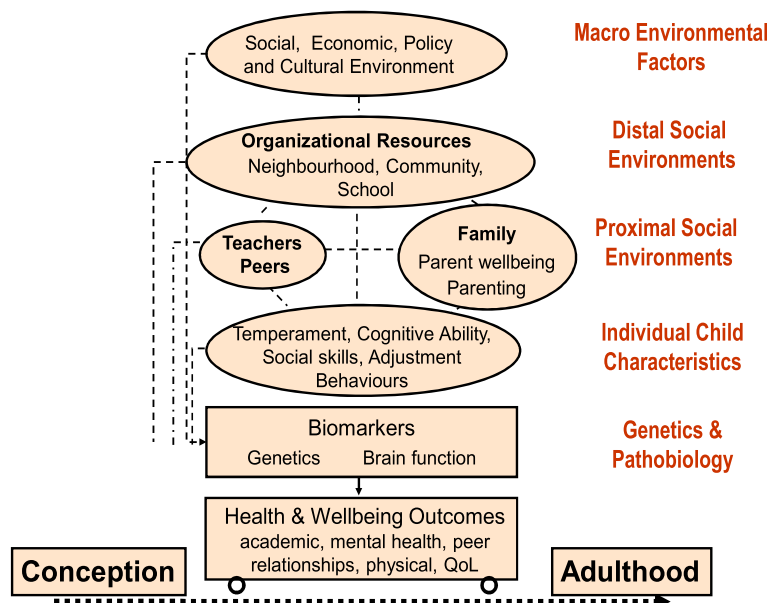 Social, Economic, Policy
and Cultural Environment
Macro Environmental
Factors
Organizational Resources
Neighbourhood, Community,
School
Distal Social
Environments
Teachers
Peers
Family
Parent wellbeing
Parenting
Proximal Social
Environments
Temperament, Cognitive Ability,
Social skills, Adjustment
Behaviours
Individual Child
Characteristics
Biomarkers
Genetics Brain function
Genetics &
Pathobiology
Health & Wellbeing Outcomes
academic, mental health, peer
relationships, physical, QoL
Conception
Adulthood